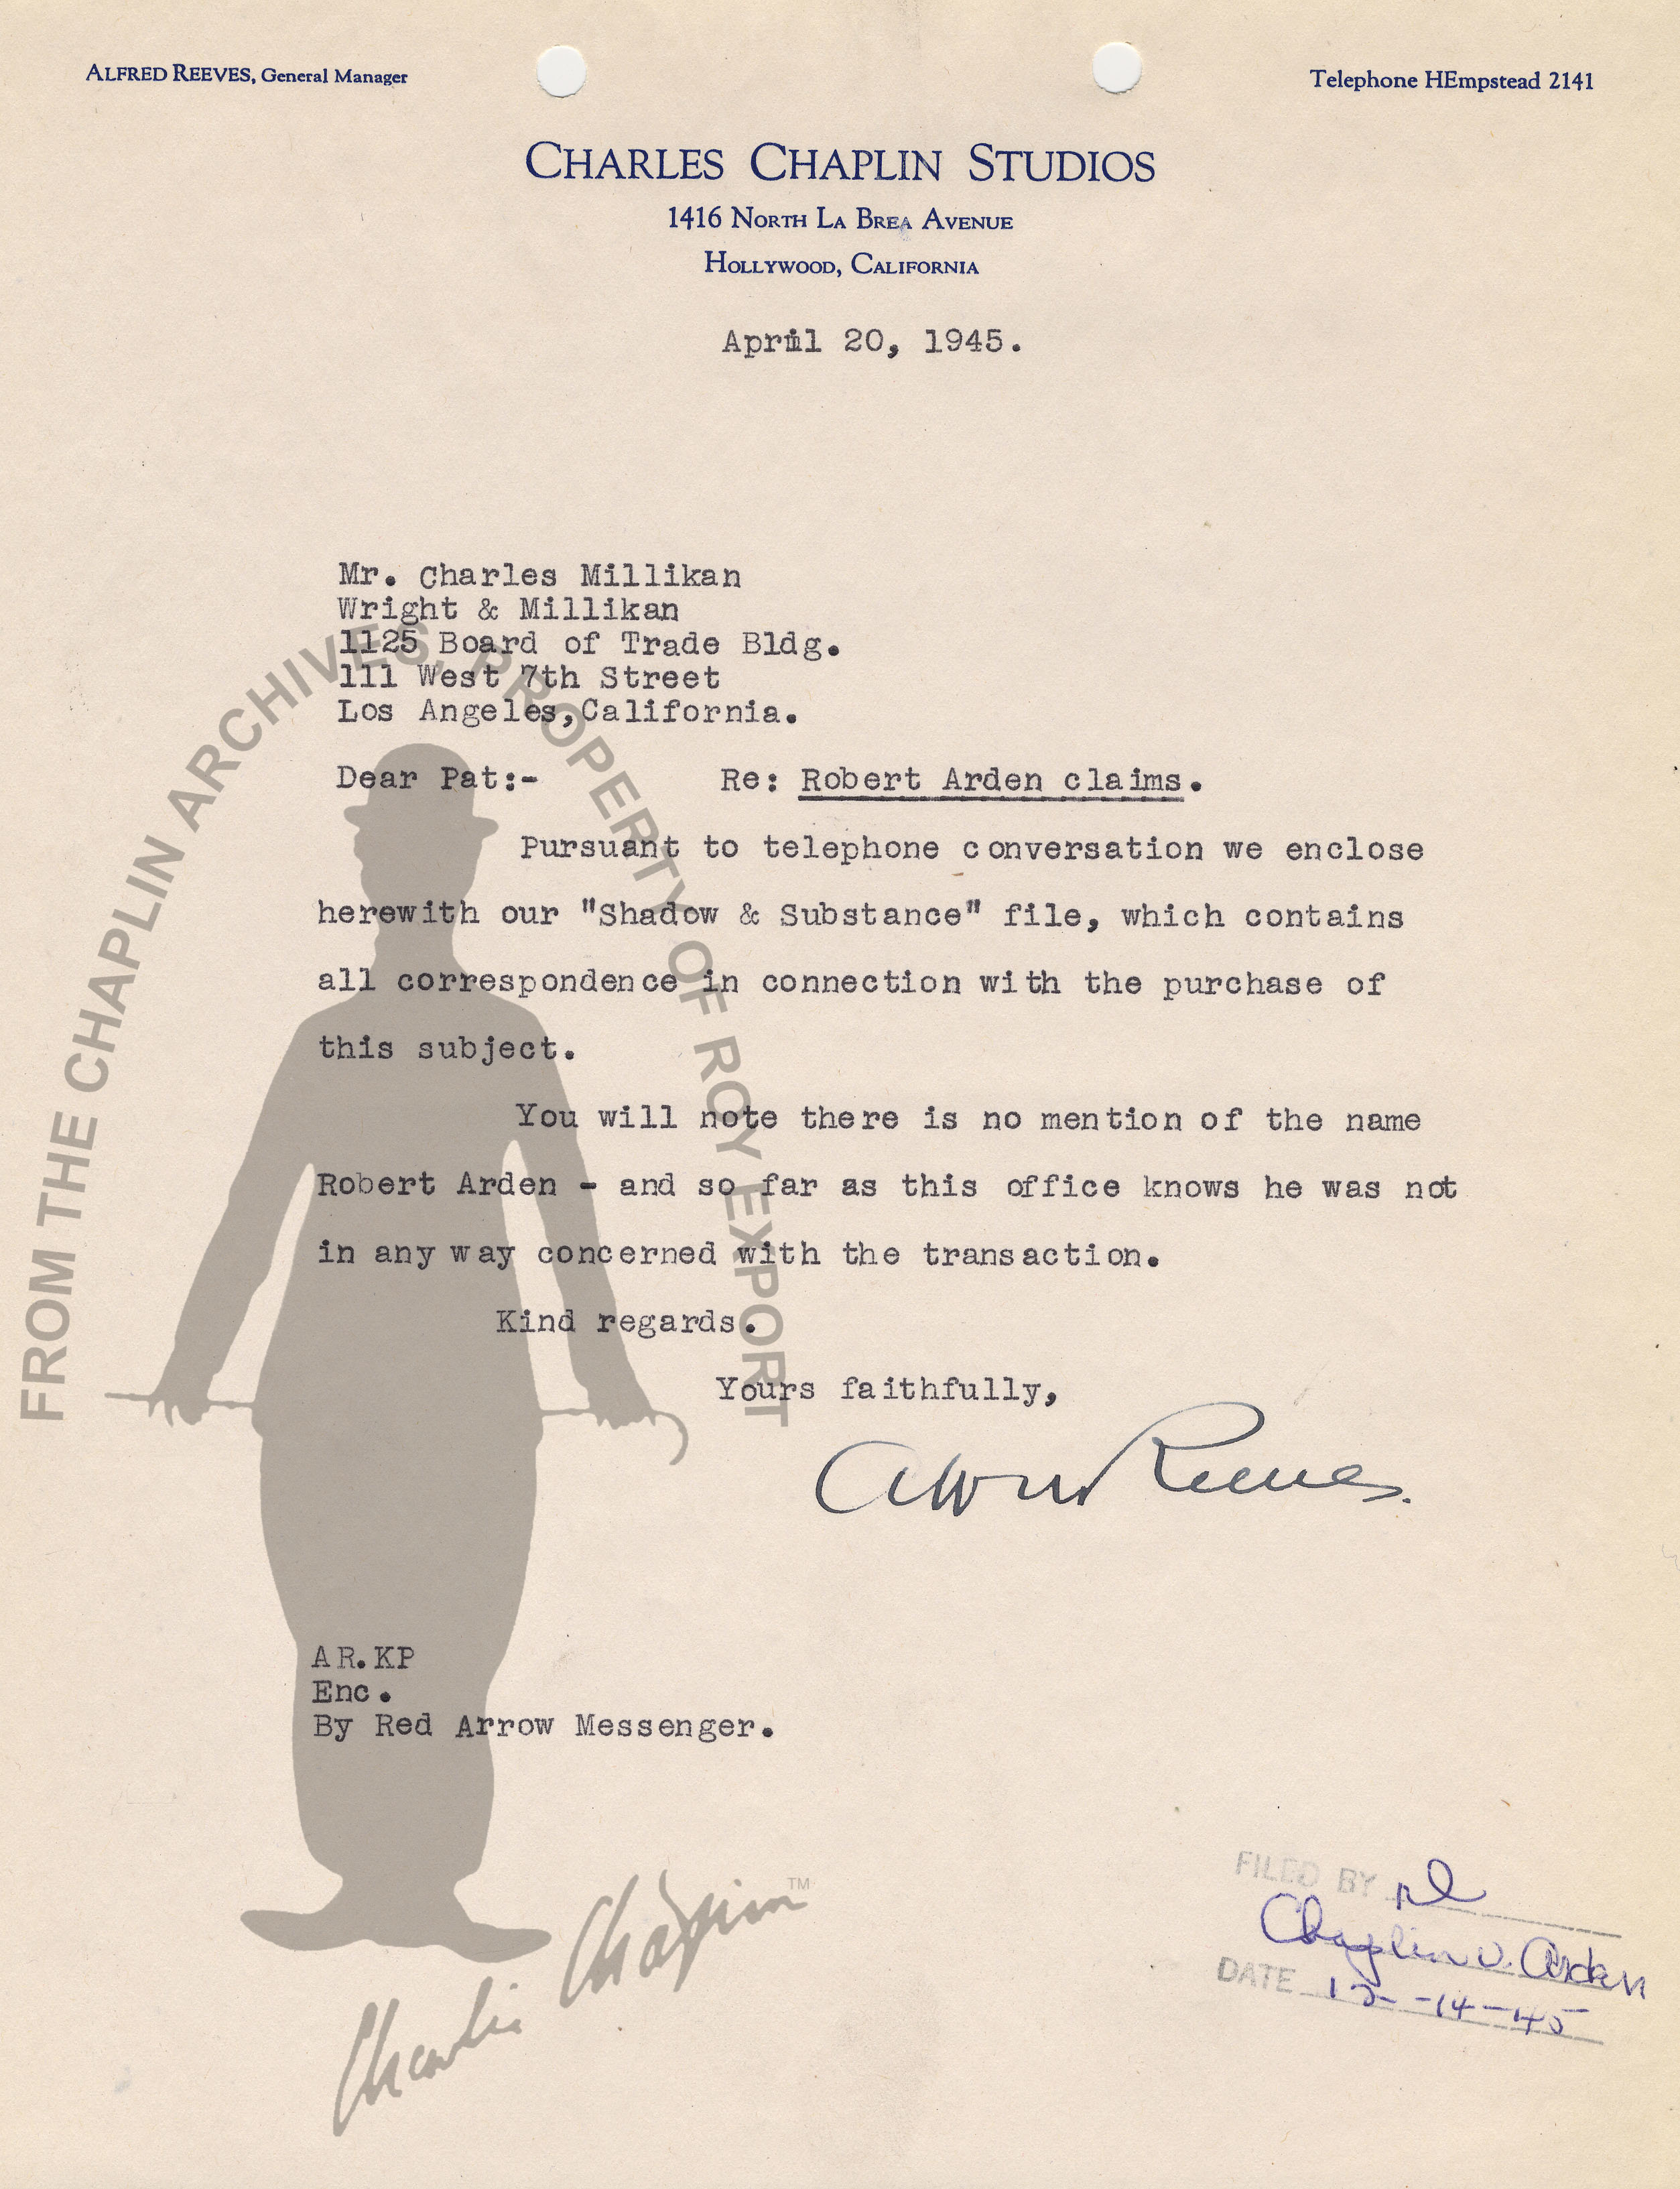 ALFRED REEVES, General Manager
Telephone HEmpstead 2141
CHARLES CHAPLIN STUDIOS
1416 NORTH LA BREA AVENUE
HOLLYWOOD, CALIFORNIA
April 20, 1945.
Mr. Charles Millikan
Wright & Millikan
1125 Board of Trade Bldg.
111 West 7th Street
Los Angeles,California.
Dear Pat:- Re: Robert Arden claims.
Pursuant to telephone conversation we enclose
herewith our "Shadow & Substance" file, which contains
all correspondence in connection with the purchase of
this subject.
You will note there is no mention of the name
Robert Arden - and so far as this office knows he was not
in any way concerned with the transaction.
Kind regards.
Yours faithfully,
Alf Reeves.
AR.KP
Enc.
By Red Arrow Messenger.
FROM THE CHAPLIN ARCHIVES, PROPERTY OF ROY EXPORT
Charlie Chaplin™
FILED BY
Chaplin v. Arden
DATE 12-14-45